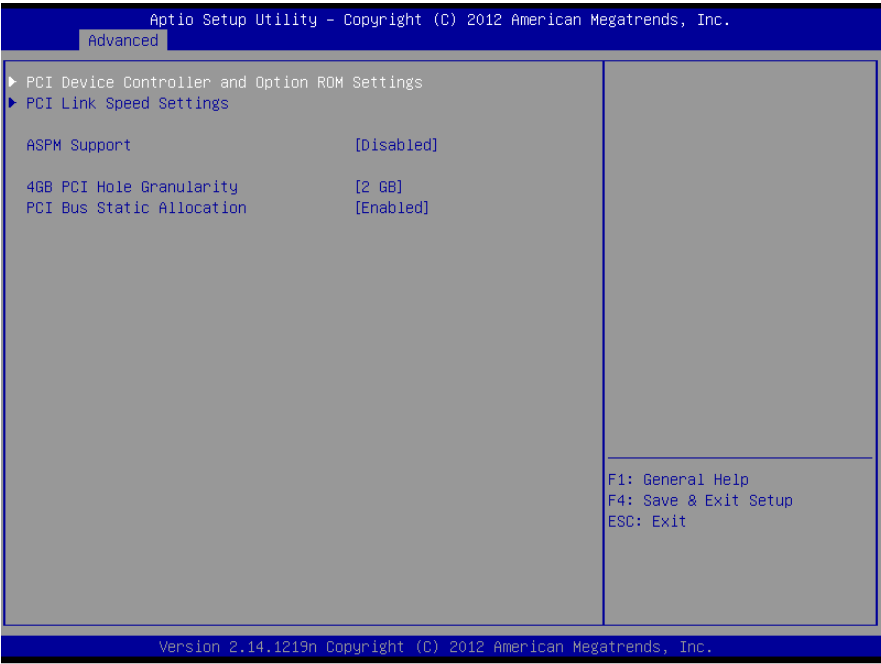 Aptio Setup Utility – Copyright (C) 2012 American Megatrends, Inc.
Advanced
▶ PCI Device Controller and Option ROM Settings
▶ PCI Link Speed Settings
ASPM Support [Disabled]
4GB PCI Hole Granularity [2 GB]
PCI Bus Static Allocation [Enabled]
F1: General Help
F4: Save & Exit Setup
ESC: Exit
Version 2.14.1219n Copyright (C) 2012 American Megatrends, Inc.